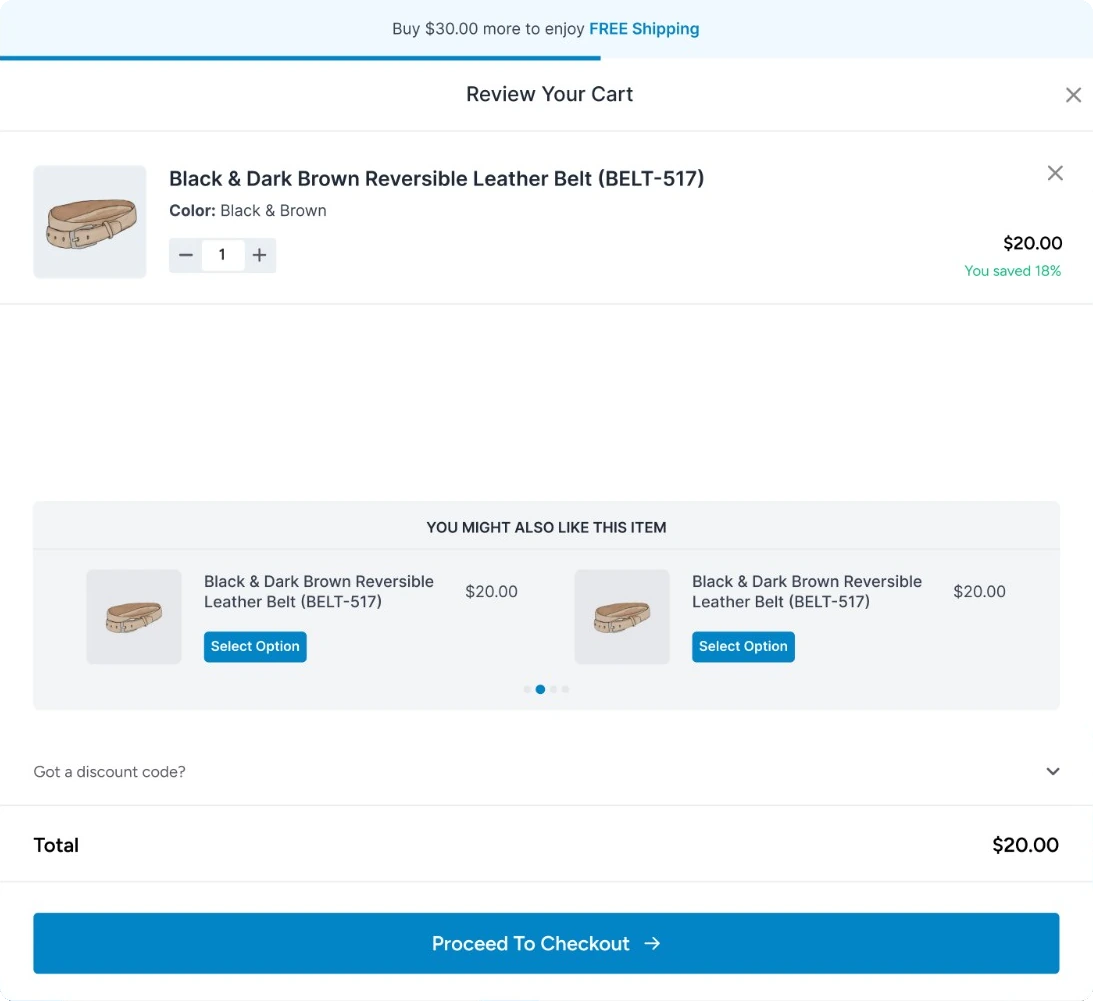 Buy $30.00 more to enjoy FREE Shipping
Review Your Cart
Black & Dark Brown Reversible Leather Belt (BELT-517)
Color: Black & Brown
1
$20.00
You saved 18%
YOU MIGHT ALSO LIKE THIS ITEM
Black & Dark Brown Reversible
Leather Belt (BELT-517)
$20.00
Select Option
Black & Dark Brown Reversible
Leather Belt (BELT-517)
$20.00
Select Option
Got a discount code?
Total
$20.00
Proceed To Checkout →